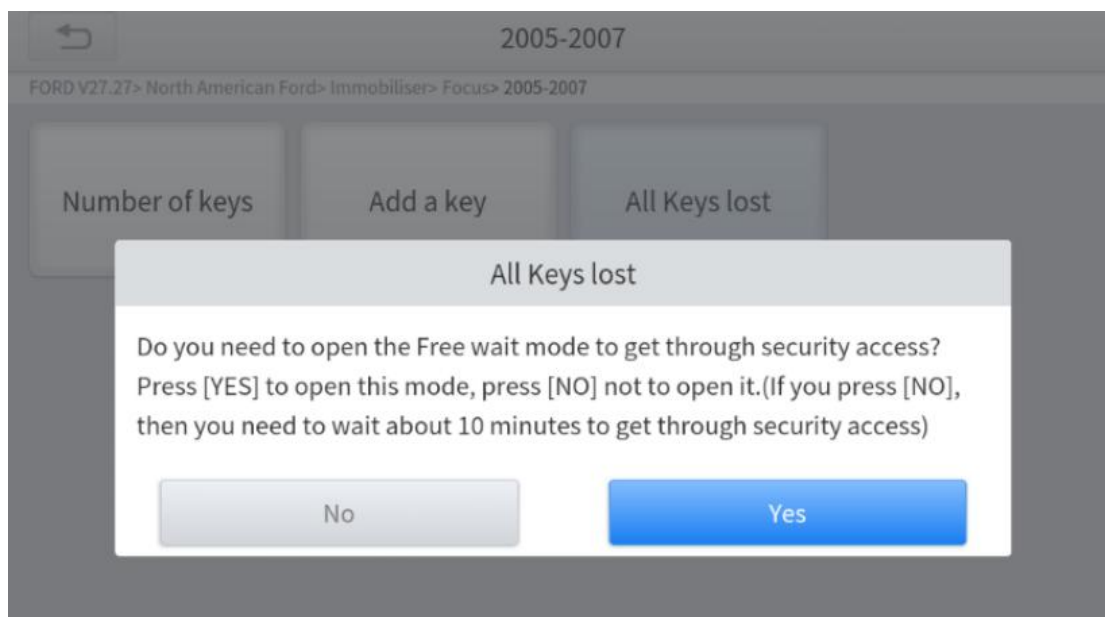 2005-2007
FORD V27.27> North American Ford> Immobiliser> Focus> 2005-2007
Number of keys
Add a key
All Keys lost
All Keys lost
Do you need to open the Free wait mode to get through security access?
Press [YES] to open this mode, press [NO] not to open it.(If you press [NO],
then you need to wait about 10 minutes to get through security access)
No
Yes